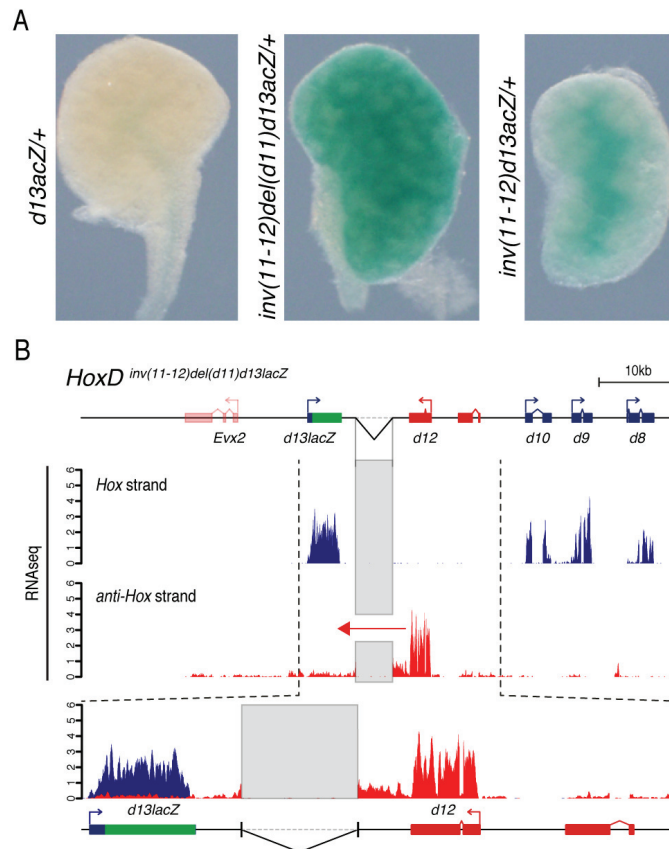 A
d13acZ/+
inv(11-12)del(d11)d13acZ/+
inv(11-12)d13acZ/+
B
HoxD inv(11-12)del(d11)d13lacZ
10kb
Evx2
d13lacZ
d12
d10
d9
d8
RNAseq
Hox strand
0 1 2 3 4 5 6
anti-Hox strand
0 1 2 3 4 5 6
0 1 2 3 4 5 6
d13lacZ
d12